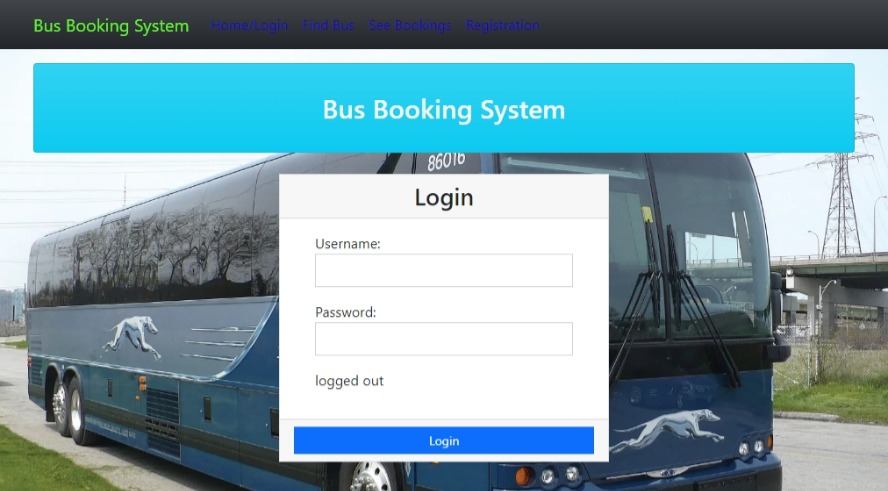 Bus Booking System Home/Login Find Bus See Bookings Registration
Bus Booking System
86016
Login
Username:
Password:
logged out
Login